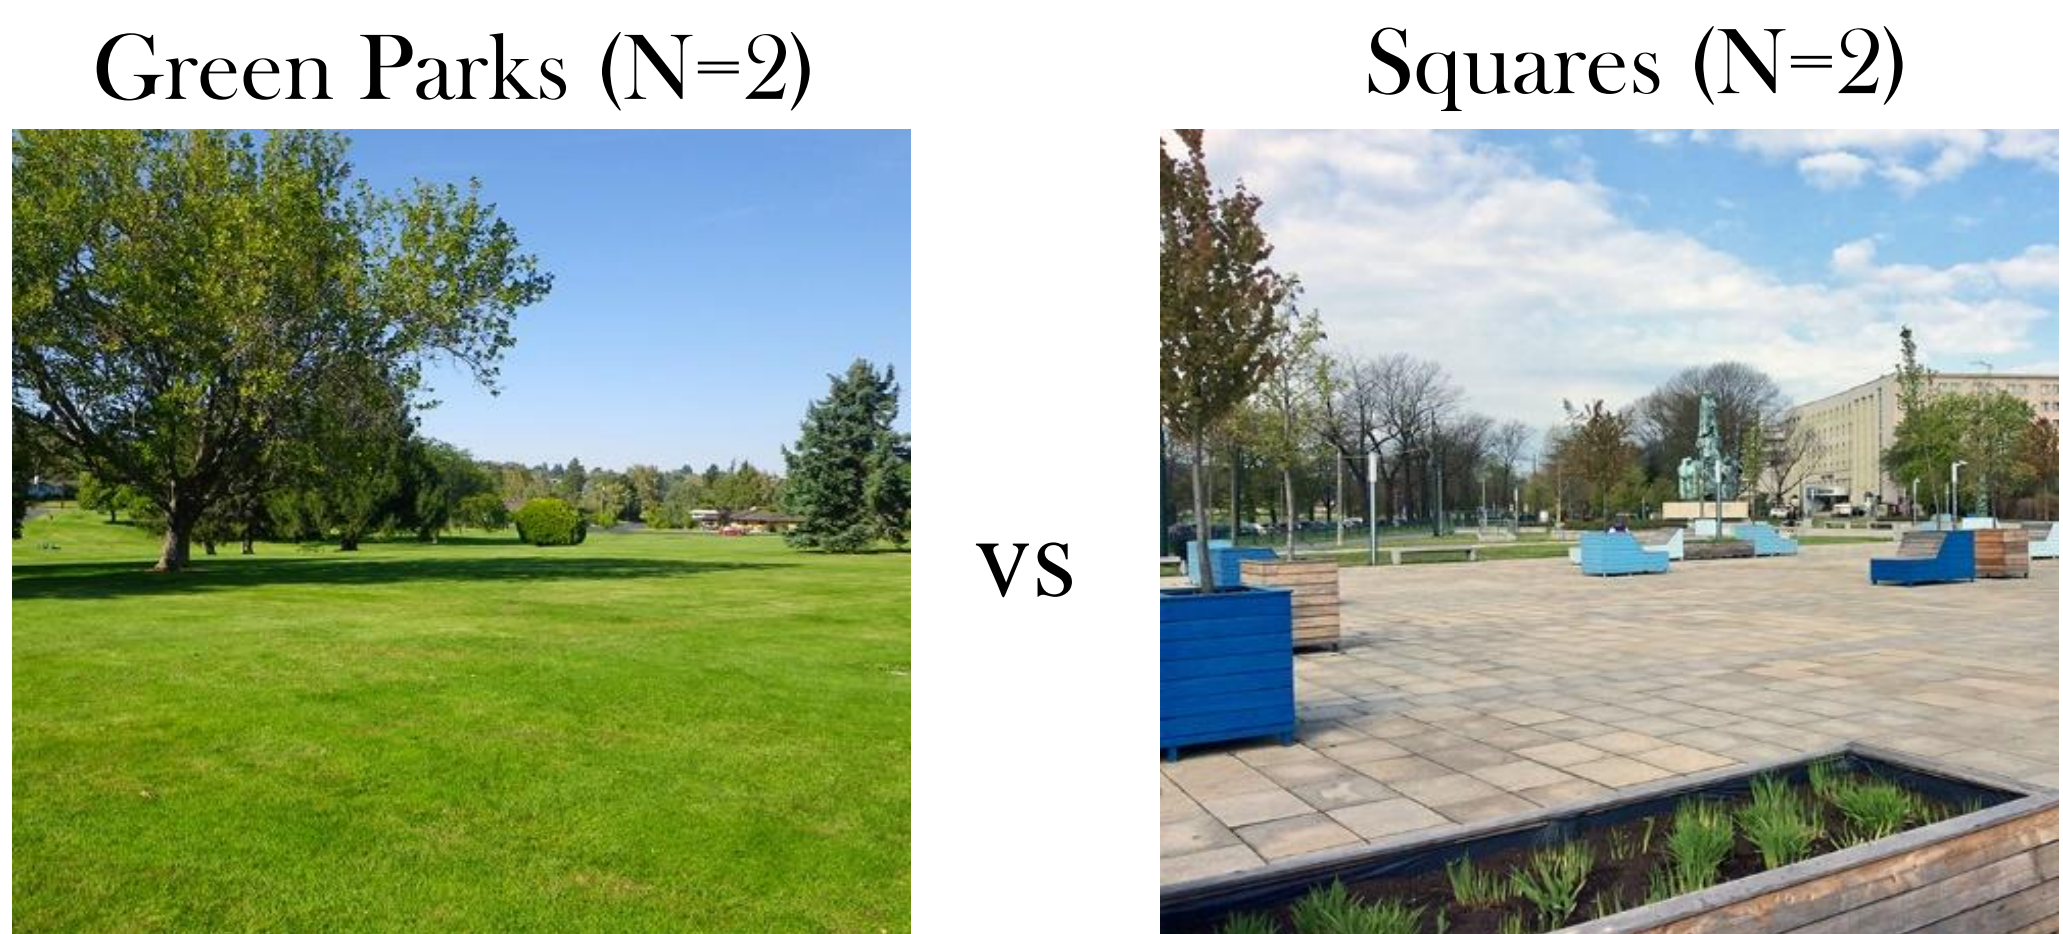 Green Parks (N=2)
Squares (N=2)
vs